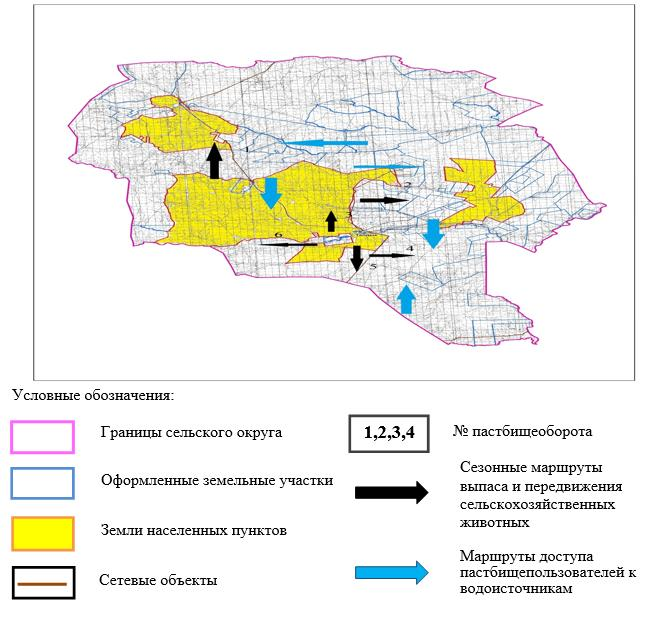 1
2
3
4
5
6
Условные обозначения:
Границы сельского округа
Оформленные земельные участки
Земли населенных пунктов
Сетевые объекты
1,2,3,4
№ пастбищеоборота
Сезонные маршруты
выпаса и передвижения
сельскохозяйственных
животных
Маршруты доступа
пастбищепользователей к
водоисточникам